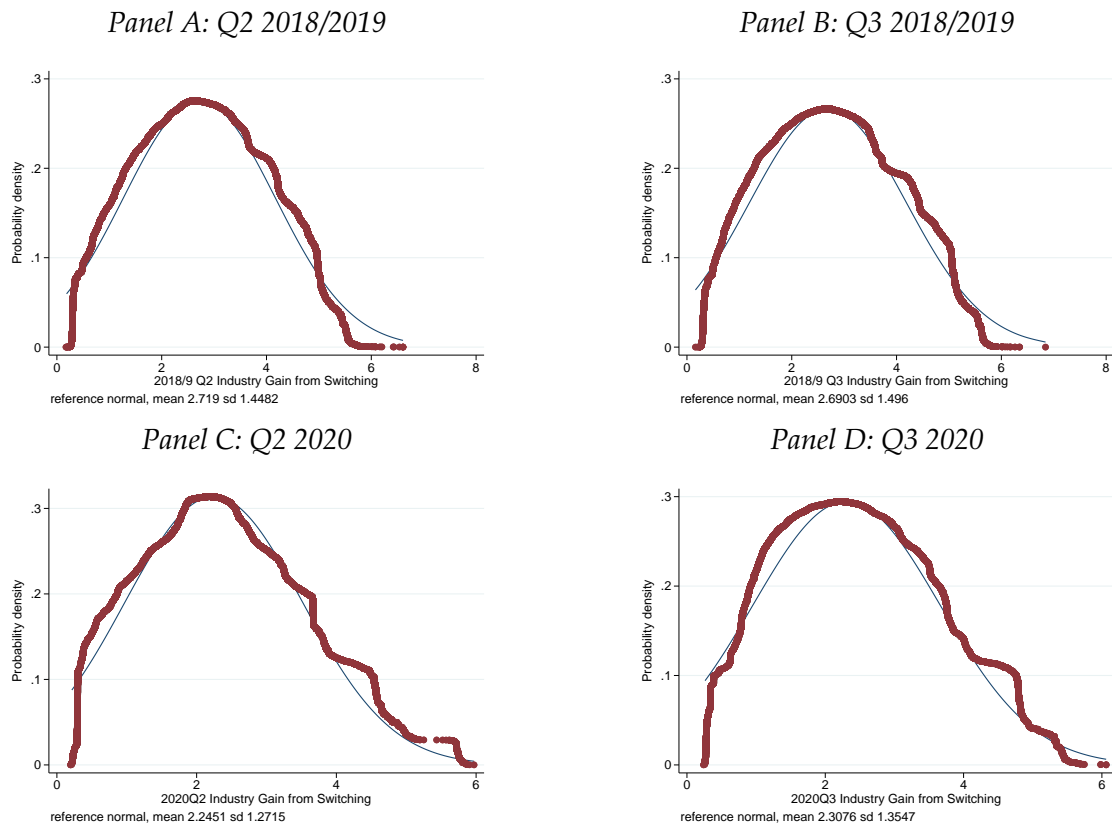 Panel A: Q2 2018/2019
.3
.2
.1
0
Probability density
0 2 4 6 8
2018/9 Q2 Industry Gain from Switching
reference normal, mean 2.719 sd 1.4482
Panel B: Q3 2018/2019
.3
.2
.1
0
Probability density
0 2 4 6 8
2018/9 Q3 Industry Gain from Switching
reference normal, mean 2.6903 sd 1.496
Panel C: Q2 2020
.3
.2
.1
0
Probability density
0 2 4 6
2020Q2 Industry Gain from Switching
reference normal, mean 2.2451 sd 1.2715
Panel D: Q3 2020
.3
.2
.1
0
Probability density
0 2 4 6
2020Q3 Industry Gain from Switching
reference normal, mean 2.3076 sd 1.3547